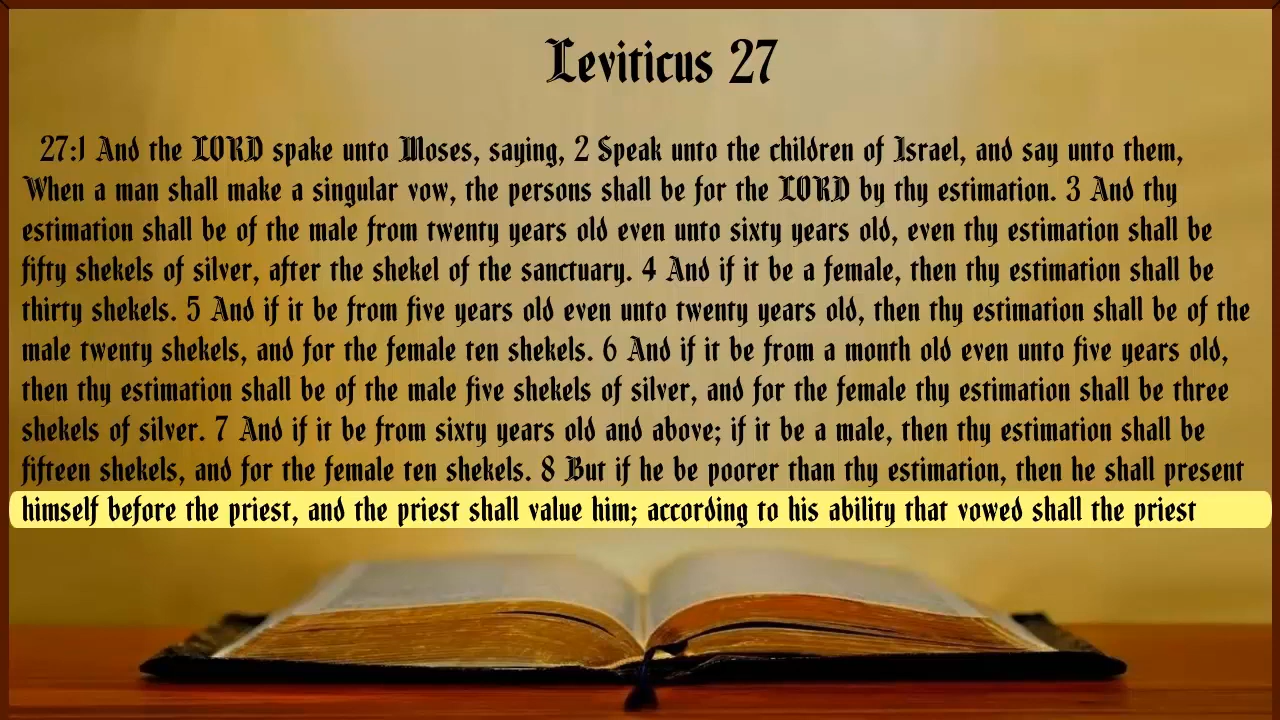 Leviticus 27
27:1 And the LORD spake unto Moses, saying, 2 Speak unto the children of Israel, and say unto them,
When a man shall make a singular vow, the persons shall be for the LORD by thy estimation. 3 And thy
estimation shall be of the male from twenty years old even unto sixty years old, even thy estimation shall be
fifty shekels of silver, after the shekel of the sanctuary. 4 And if it be a female, then thy estimation shall be
thirty shekels. 5 And if it be from five years old even unto twenty years old, then thy estimation shall be of the
male twenty shekels, and for the female ten shekels. 6 And if it be from a month old even unto five years old,
then thy estimation shall be of the male five shekels of silver, and for the female thy estimation shall be three
shekels of silver. 7 And if it be from sixty years old and above; if it be a male, then thy estimation shall be
fifteen shekels, and for the female ten shekels. 8 But if he be poorer than thy estimation, then he shall present
himself before the priest, and the priest shall value him; according to his ability that vowed shall the priest